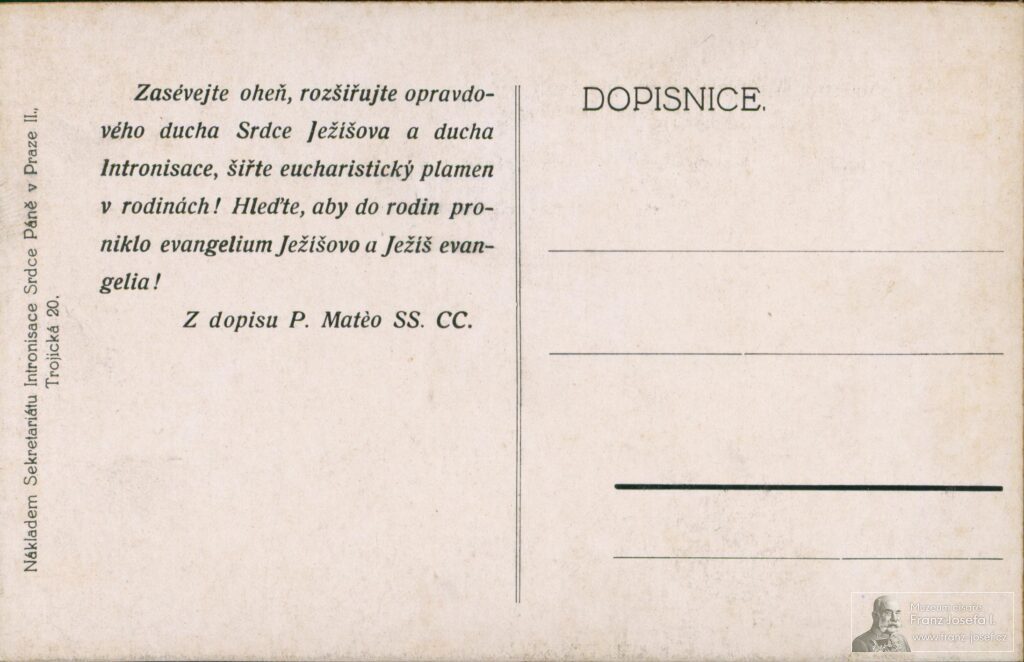 Nákladem Sekretariátu Intronisace Srdce Páně v Praze II.,
Trojická 20.
Zasévejte oheň, rozšiřujte opravdo-
vého ducha Srdce Ježíšova a ducha
Intronisace, šiřte eucharistický plamen
v rodinách! Hleďte, aby do rodin pro-
niklo evangelium Ježíšovo a Ježíš evan-
gelia!
Z dopisu P. Matèo SS. CC.
DOPISNICE.
Muzeum císaře
Franz Josefa I.
www.franz-josef.cz